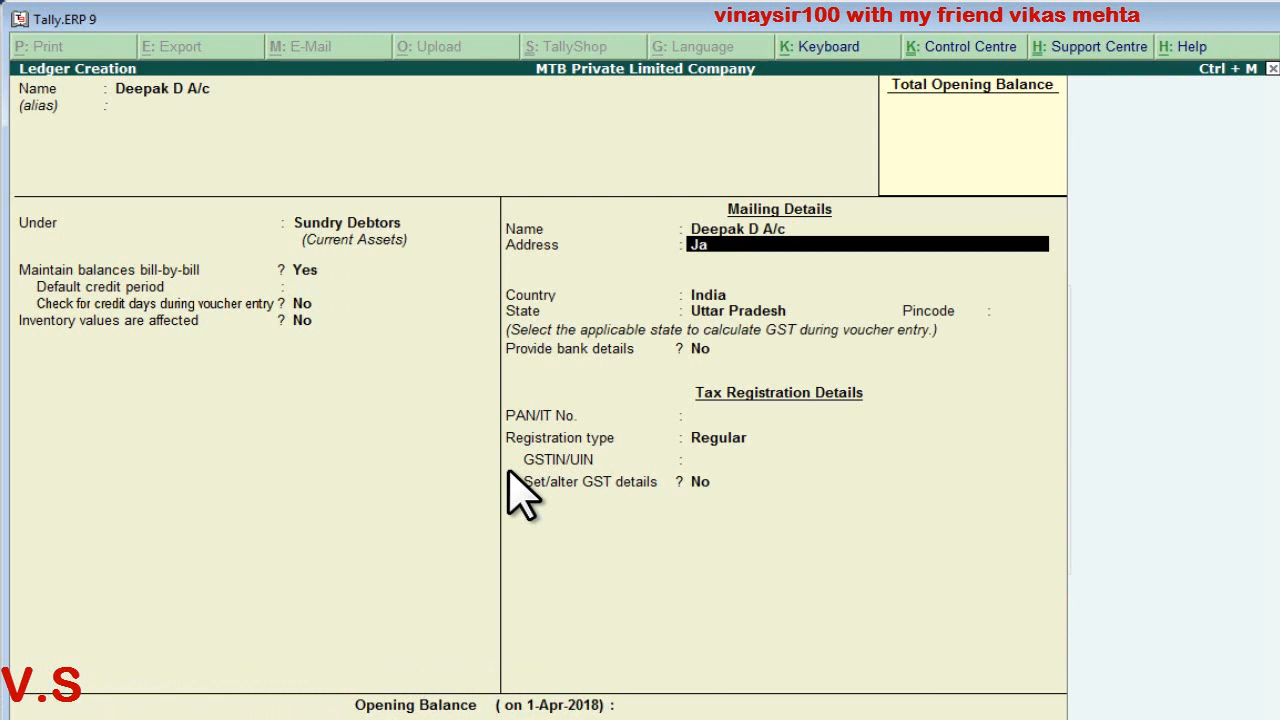 Tally.ERP 9
vinaysir100 with my friend vikas mehta
P: Print E: Export M: E-Mail O: Upload S: TallyShop G: Language K: Keyboard K: Control Centre H: Support Centre H: Help
Ledger Creation MTB Private Limited Company Ctrl + M
Name : Deepak D A/c
(alias) :
Total Opening Balance
Under : Sundry Debtors
(Current Assets)
Maintain balances bill-by-bill ? Yes
Default credit period :
Check for credit days during voucher entry ? No
Inventory values are affected ? No
Mailing Details
Name : Deepak D A/c
Address : Ja
Country : India
State : Uttar Pradesh Pincode :
(Select the applicable state to calculate GST during voucher entry.)
Provide bank details ? No
Tax Registration Details
PAN/IT No. :
Registration type : Regular
GSTIN/UIN :
Set/alter GST details ? No
V.S
Opening Balance ( on 1-Apr-2018) :